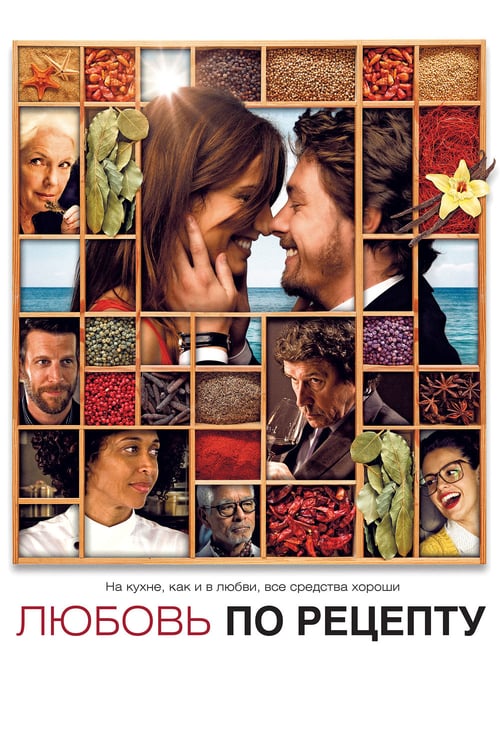 На кухне, как и в любви, все средства хороши
ЛЮБОВЬ ПО РЕЦЕПТУ